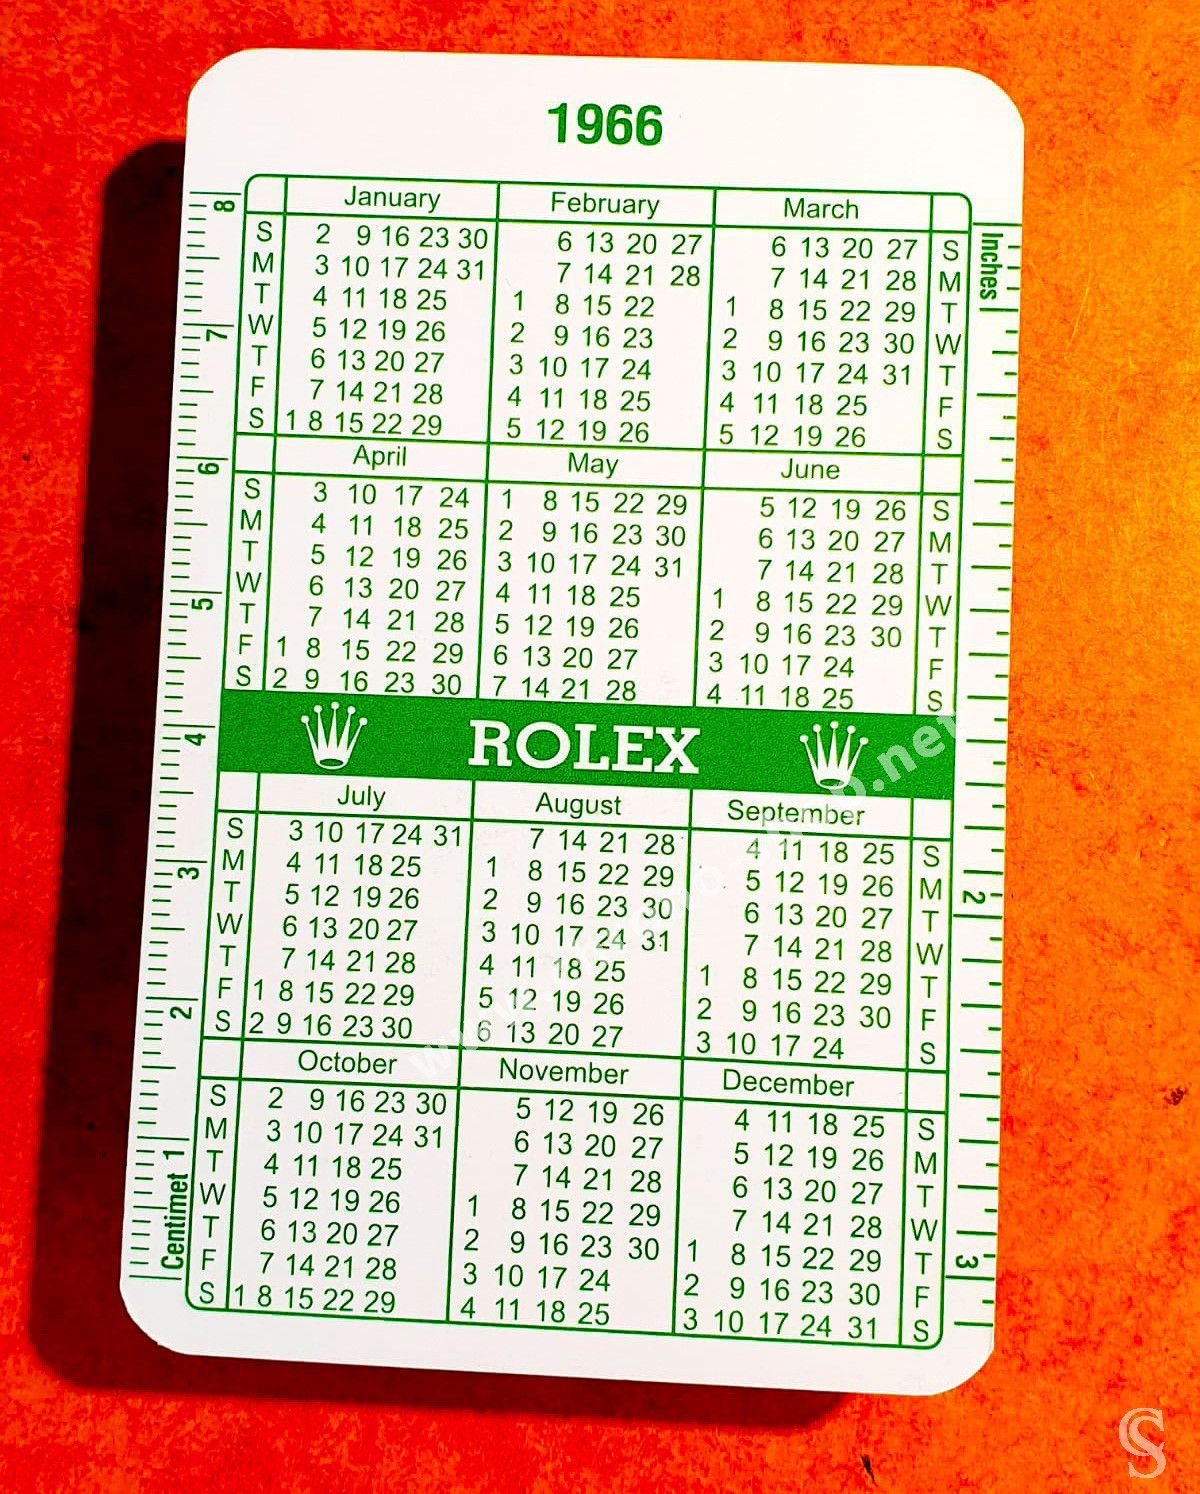 1966
January February March
S 2 9 16 23 30 6 13 20 27 6 13 20 27 S
M 3 10 17 24 31 7 14 21 28 7 14 21 28 M
T 4 11 18 25 1 8 15 22 1 8 15 22 29 T
W 5 12 19 26 2 9 16 23 2 9 16 23 30 W
T 6 13 20 27 3 10 17 24 3 10 17 24 31 T
F 7 14 21 28 4 11 18 25 4 11 18 25 F
S 1 8 15 22 29 5 12 19 26 5 12 19 26 S
April May June
S 3 10 17 24 1 8 15 22 29 5 12 19 26 S
M 4 11 18 25 2 9 16 23 30 6 13 20 27 M
T 5 12 19 26 3 10 17 24 31 7 14 21 28 T
W 6 13 20 27 4 11 18 25 1 8 15 22 29 W
T 7 14 21 28 5 12 19 26 2 9 16 23 30 T
F 1 8 15 22 29 6 13 20 27 3 10 17 24 F
S 2 9 16 23 30 7 14 21 28 4 11 18 25 S
ROLEX
July August September
S 3 10 17 24 31 7 14 21 28 4 11 18 25 S
M 4 11 18 25 1 8 15 22 29 5 12 19 26 M
T 5 12 19 26 2 9 16 23 30 6 13 20 27 T
W 6 13 20 27 3 10 17 24 31 7 14 21 28 W
T 7 14 21 28 4 11 18 25 1 8 15 22 29 T
F 1 8 15 22 29 5 12 19 26 2 9 16 23 30 F
S 2 9 16 23 30 6 13 20 27 3 10 17 24 S
October November December
S 2 9 16 23 30 5 12 19 26 4 11 18 25 S
M 3 10 17 24 31 6 13 20 27 5 12 19 26 M
T 4 11 18 25 7 14 21 28 6 13 20 27 T
W 5 12 19 26 1 8 15 22 29 7 14 21 28 W
T 6 13 20 27 2 9 16 23 30 1 8 15 22 29 T
F 7 14 21 28 3 10 17 24 2 9 16 23 30 F
S 1 8 15 22 29 4 11 18 25 3 10 17 24 31 S
Centimet 1 2 3 4 5 6 7 8
Inches 2 3